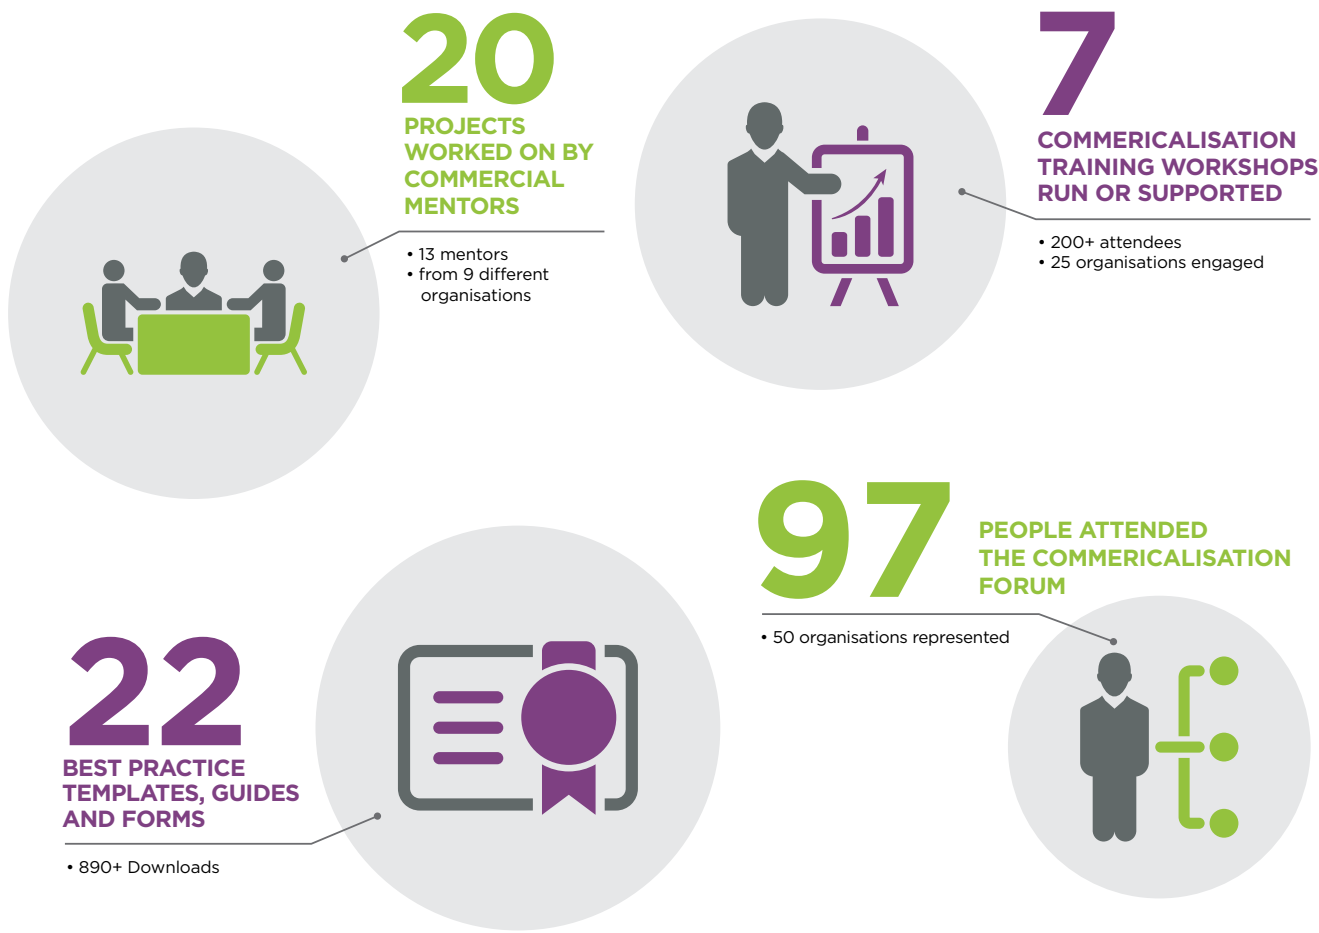 20
PROJECTS
WORKED ON BY
COMMERCIAL
MENTORS
• 13 mentors
• from 9 different
organisations
7
COMMERICALISATION
TRAINING WORKSHOPS
RUN OR SUPPORTED
• 200+ attendees
• 25 organisations engaged
22
BEST PRACTICE
TEMPLATES, GUIDES
AND FORMS
• 890+ Downloads
97
PEOPLE ATTENDED
THE COMMERICALISATION
FORUM
• 50 organisations represented